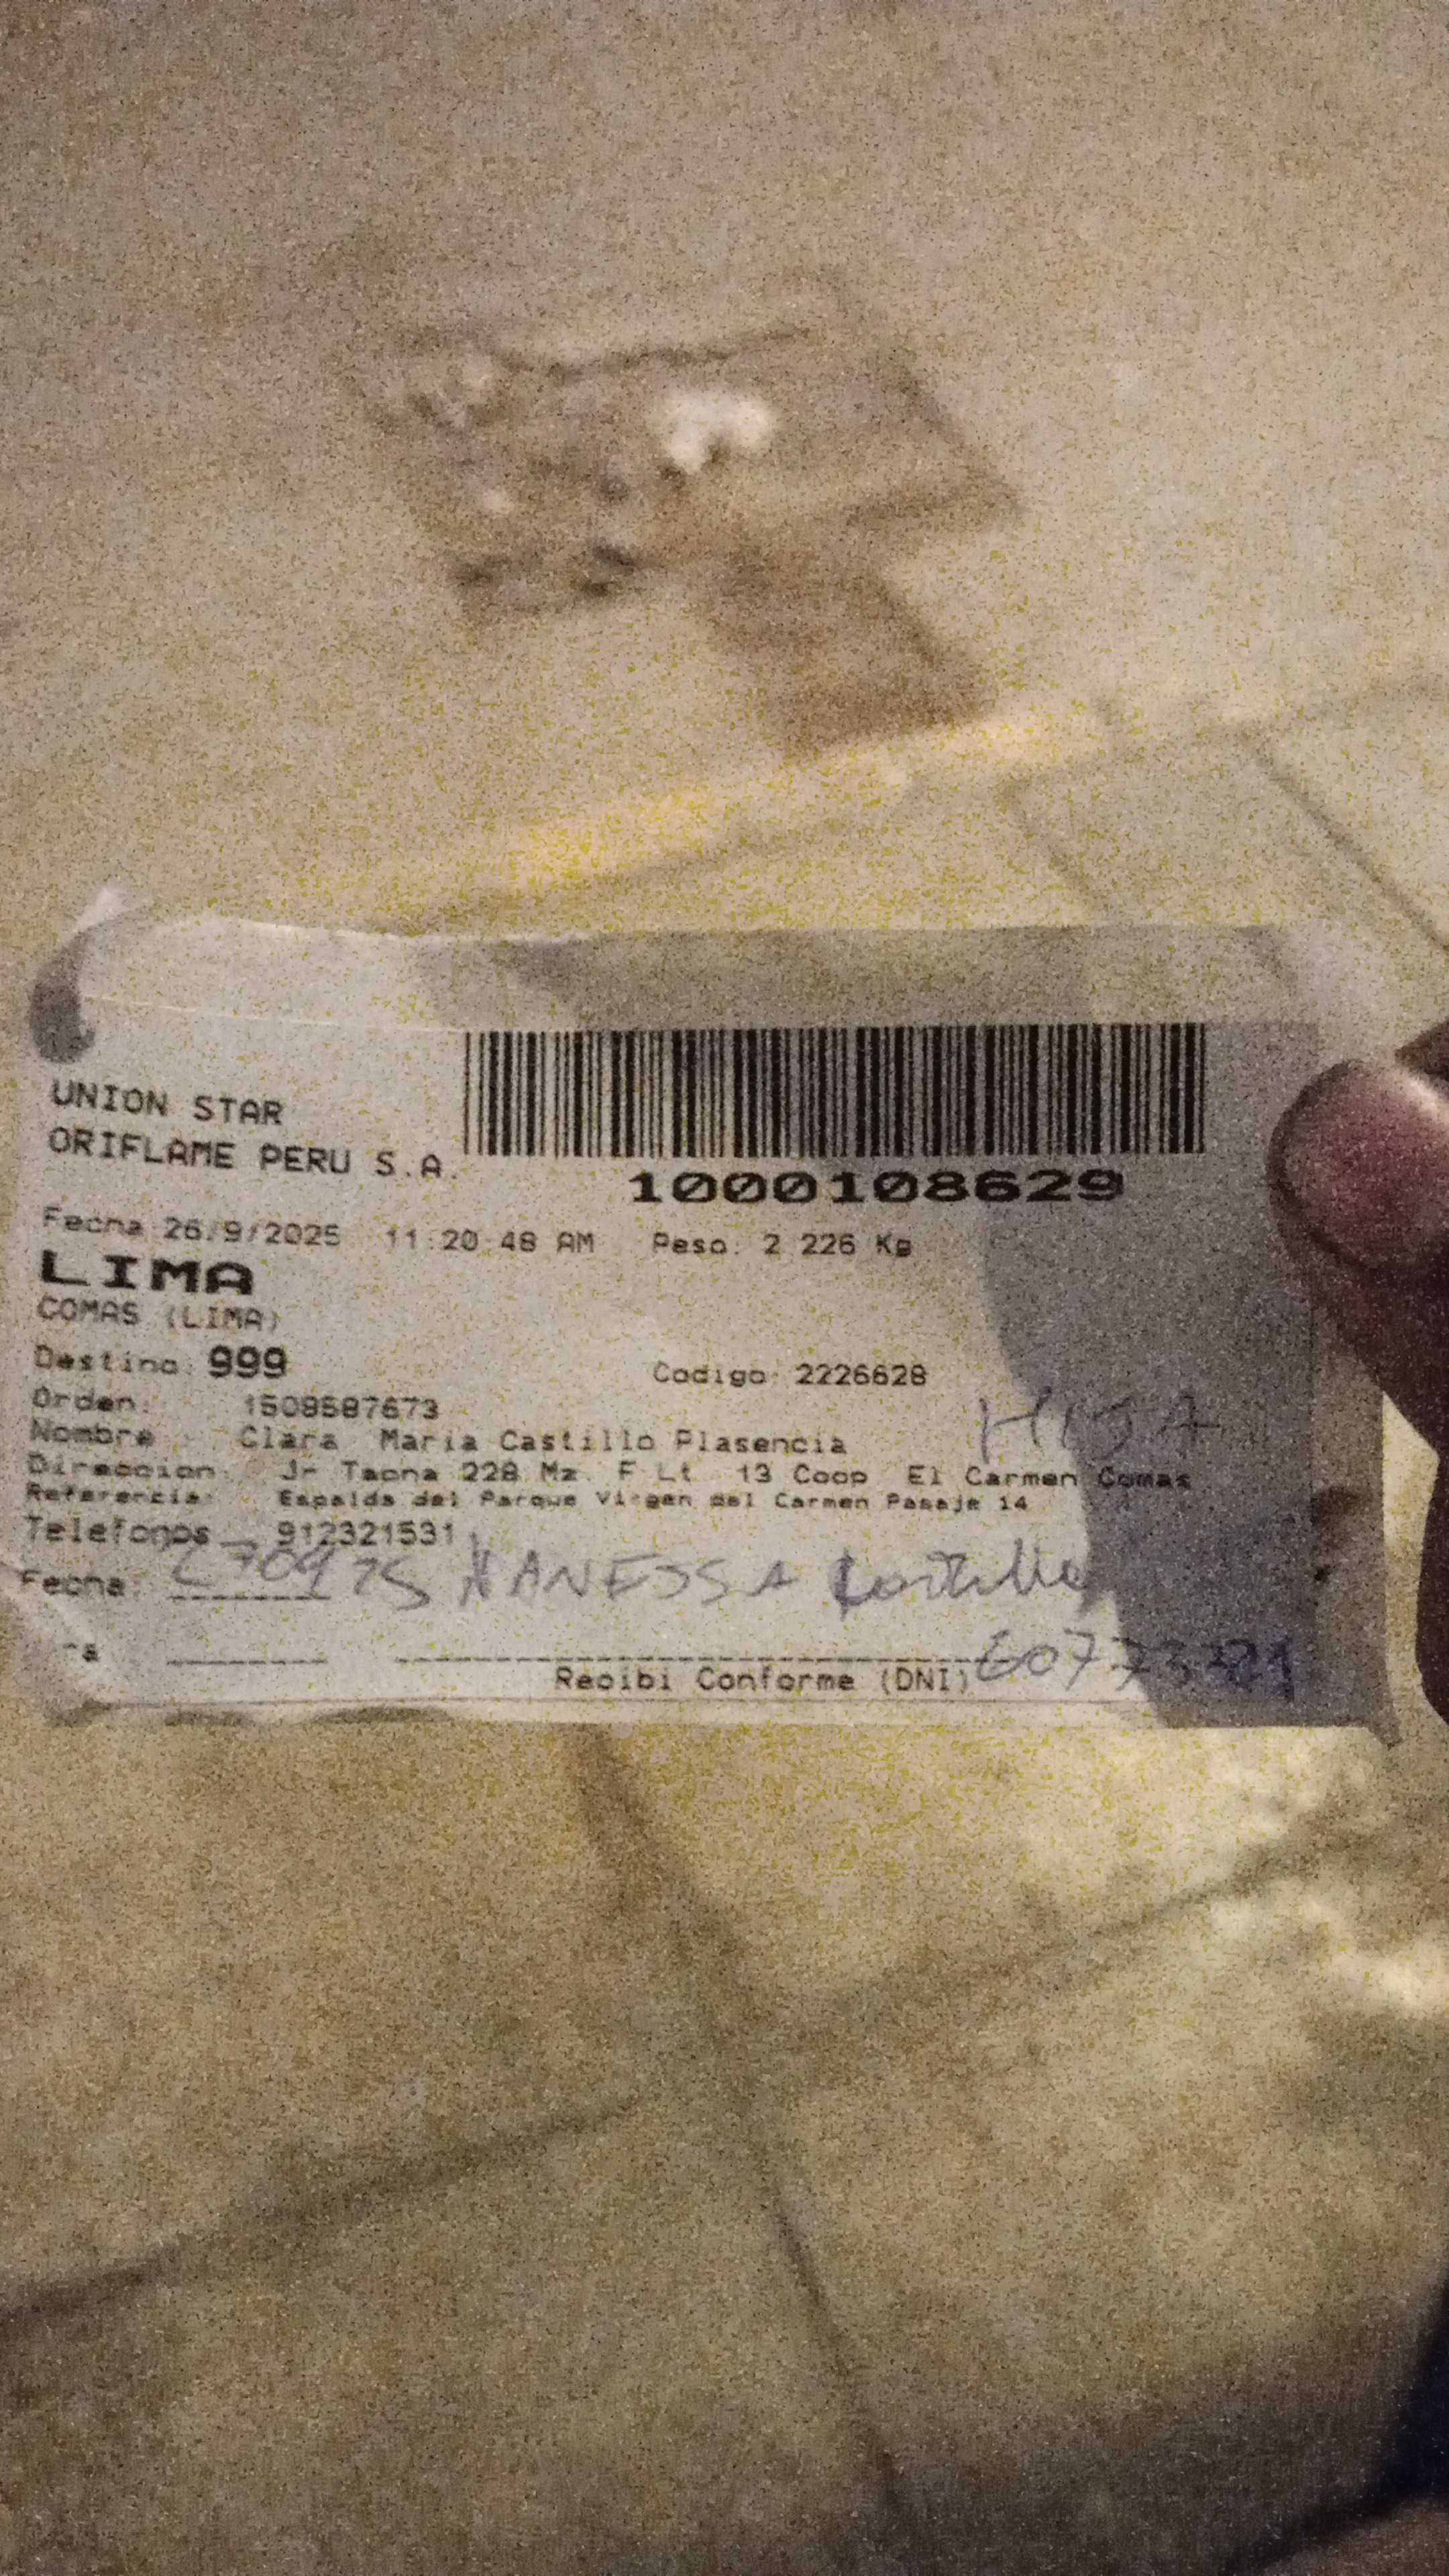 UNION STAR
ORIFLAME PERU S.A.
1000108629
Fecha 26/9/2025 11:20 48 AM Peso: 2 226 Kg
LIMA
COMAS (LIMA)
Destino: 999 Codigo: 2226628
Orden: 1508587673
Nombre Clara Maria Castillo Plasencia
HIJA
Direccion: Jr Tacna 228 Mz. F Lt 13 Coop El Carmen Comas
Referencia: Espalda del Parque Virgen del Carmen Pasaje 14
Telefonos 912321531
Fecha: VANESSA Castillo
Recibi Conforme (DNI)